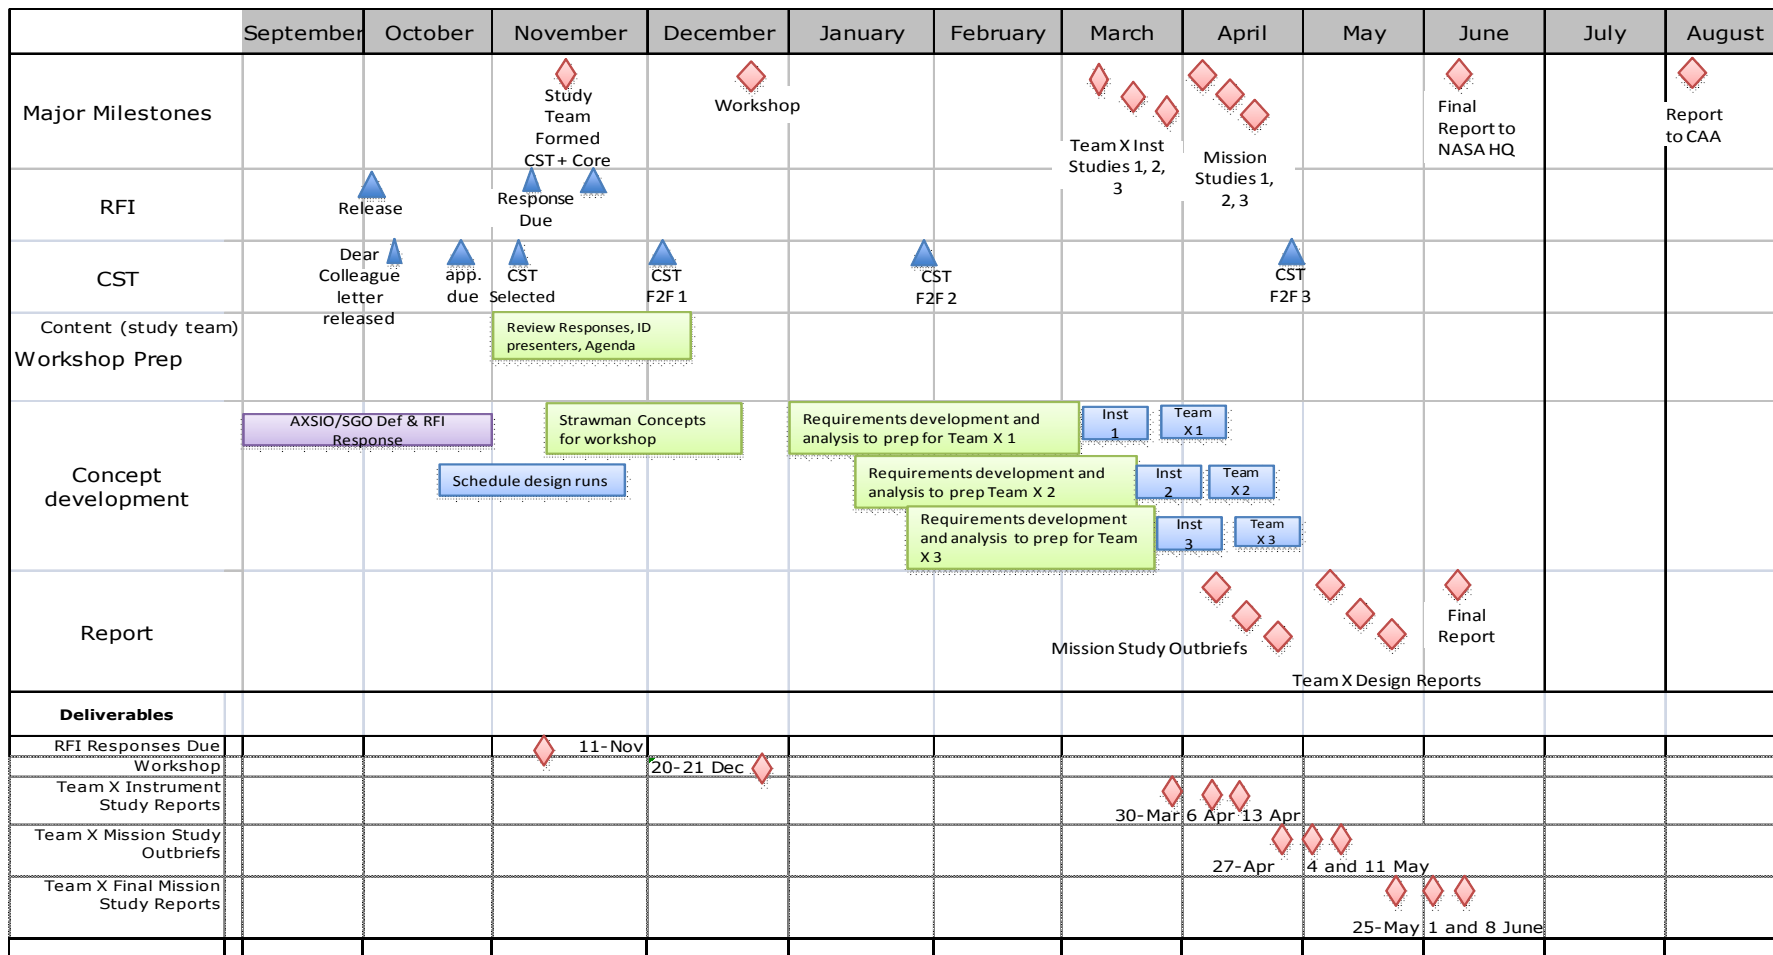 September October November December January February March April May June July August
Major Milestones
Study
Team
Formed
CST + Core
Workshop
Team X Inst
Studies 1, 2,
3
Mission
Studies 1,
2, 3
Final
Report to
NASA HQ
Report
to CAA
RFI
Release
Response
Due
CST
Dear
Colleague
letter
released
app.
due
CST
Selected
CST
F2F 1
CST
F2F 2
CST
F2F 3
Content (study team)
Workshop Prep
Review Responses, ID
presenters, Agenda
Concept
development
AXSIO/SGO Def & RFI
Response
Strawman Concepts
for workshop
Schedule design runs
Requirements development and
analysis to prep for Team X 1
Inst
1
Team
X 1
Requirements development and
analysis to prep Team X 2
Inst
2
Team
X 2
Requirements development
and analysis to prep for Team
X 3
Inst
3
Team
X 3
Report
Mission Study Outbriefs
Team X Design Reports
Final
Report
Deliverables
RFI Responses Due
11-Nov
Workshop
20-21 Dec
Team X Instrument
Study Reports
30-Mar 6 Apr 13 Apr
Team X Mission Study
Outbriefs
27-Apr 4 and 11 May
Team X Final Mission
Study Reports
25-May 1 and 8 June